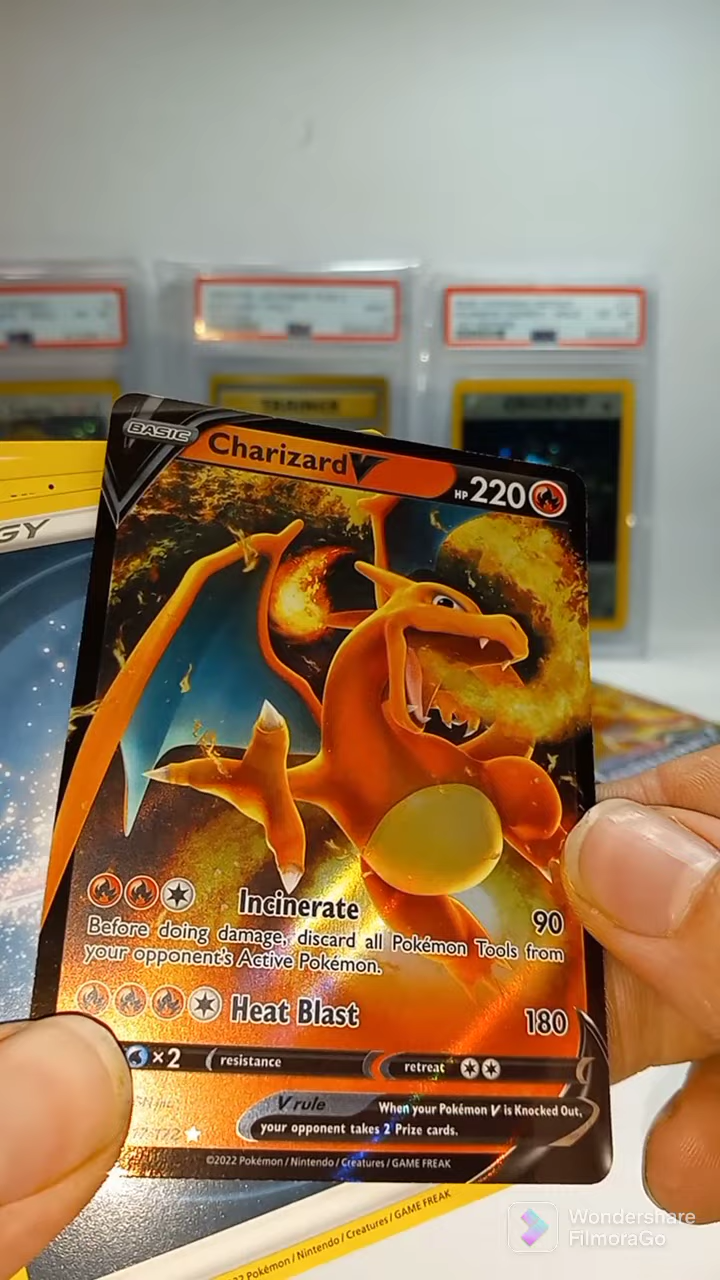 TRAINER
BASIC
Charizard V
HP 220
GY
Incinerate
90
Before doing damage, discard all Pokémon Tools from
your opponent's Active Pokémon.
Heat Blast
180
×2
resistance
retreat
V rule
When your Pokémon V is Knocked Out,
your opponent takes 2 Prize cards.
/172
©2022 Pokémon / Nintendo / Creatures / GAME FREAK
Pokémon / Nintendo / Creatures / GAME FREAK
Wondershare
FilmoraGo